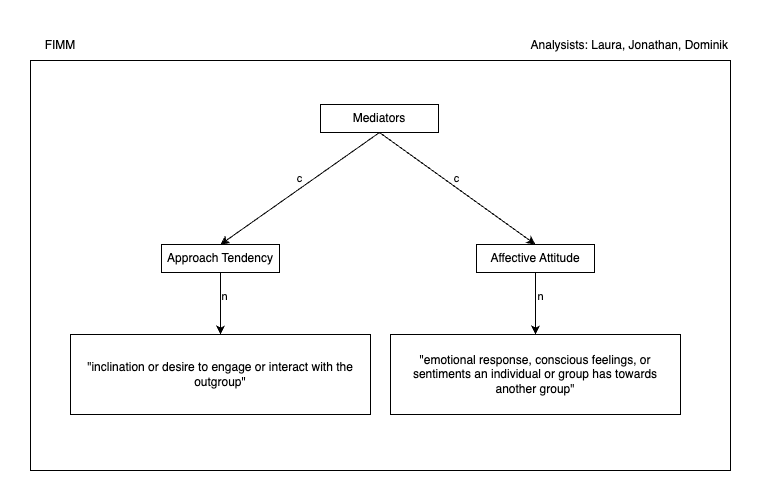 FIMM
Analysists: Laura, Jonathan, Dominik
Mediators
c
c
Approach Tendency
Affective Attitude
n
n
"inclination or desire to engage or interact with the
outgroup"
"emotional response, conscious feelings, or
sentiments an individual or group has towards
another group"